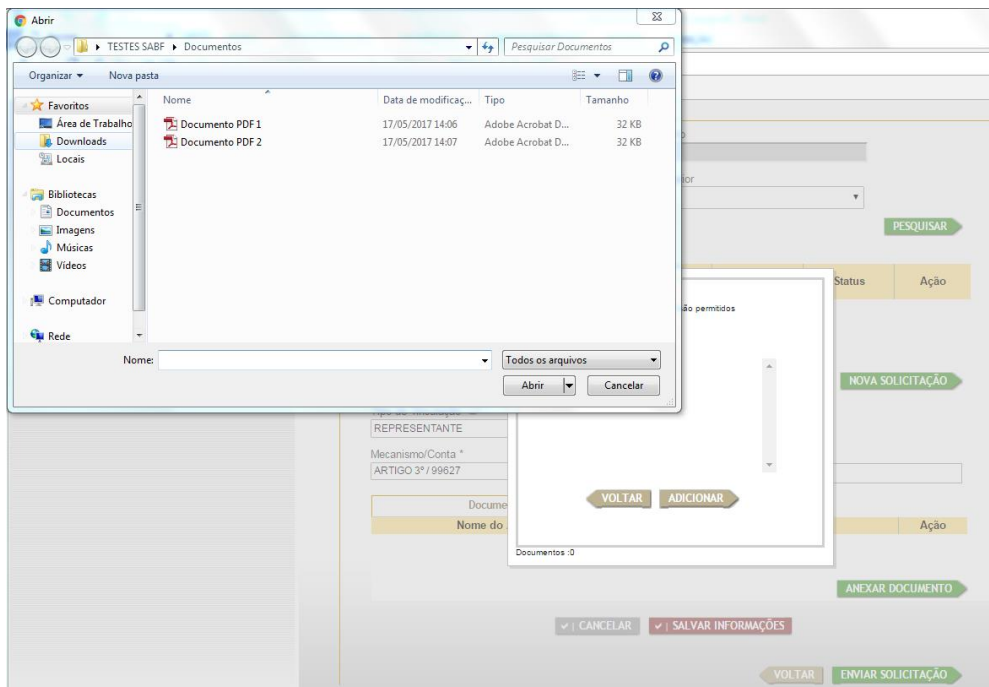 Abrir
TESTES SABF ▸ Documentos
Pesquisar Documentos
Organizar
Nova pasta
Favoritos
Área de Trabalho
Downloads
Locais
Bibliotecas
Documentos
Imagens
Músicas
Vídeos
Computador
Rede
Nome Data de modificaç... Tipo Tamanho
Documento PDF 1 17/05/2017 14:06 Adobe Acrobat D... 32 KB
Documento PDF 2 17/05/2017 14:07 Adobe Acrobat D... 32 KB
Nome:
Todos os arquivos
Abrir
Cancelar
PESQUISAR
Status Ação
ão permitidos
NOVA SOLICITAÇÃO
REPRESENTANTE
Mecanismo/Conta *
ARTIGO 3º / 99627
VOLTAR ADICIONAR
Docume
Nome do
Ação
Documentos :0
ANEXAR DOCUMENTO
CANCELAR
SALVAR INFORMAÇÕES
VOLTAR
ENVIAR SOLICITAÇÃO